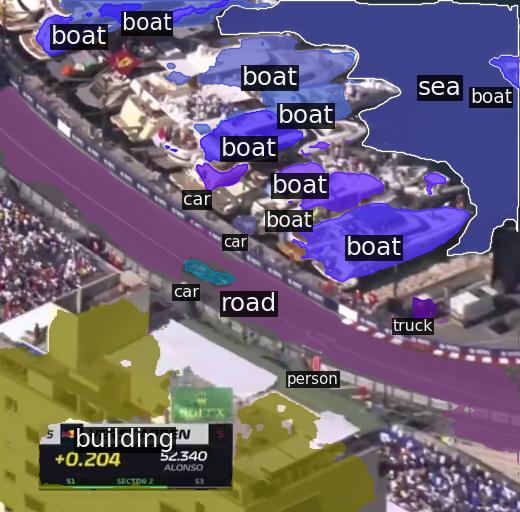 boat
boat
boat
sea
boat
boat
boat
boat
car
boat
car
boat
car
road
truck
person
ROLEX
building
+0.204
52.340
ALONSO
S1
SECTOR 2
S3